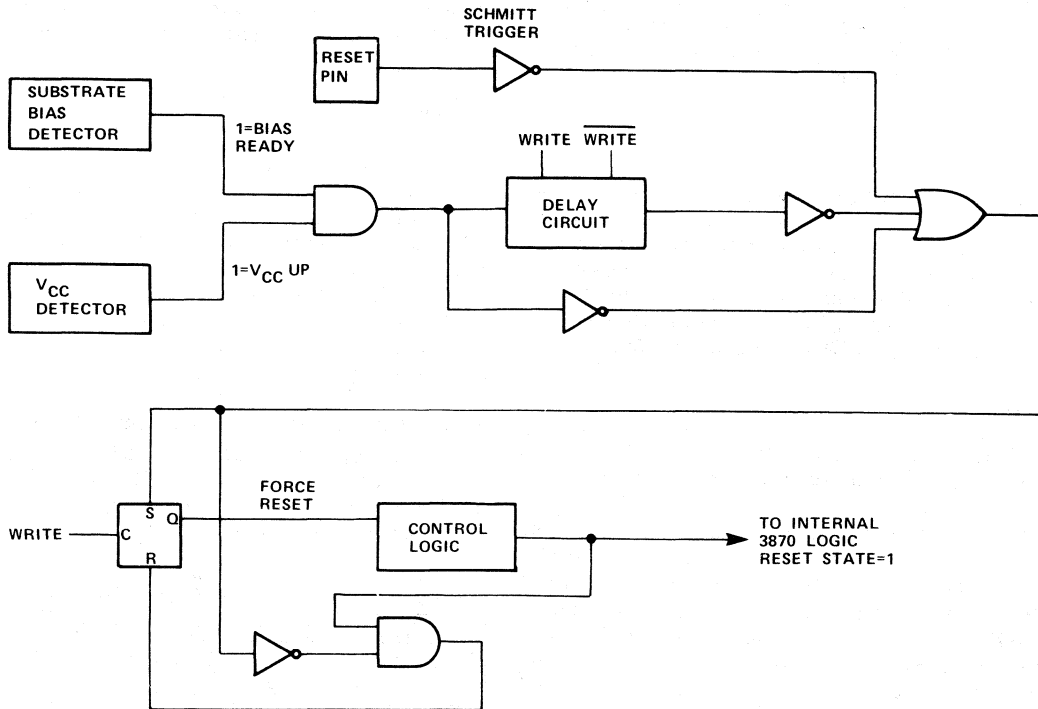 SCHMITT
TRIGGER
RESET
PIN
SUBSTRATE
BIAS
DETECTOR
1=BIAS
READY
WRITE W̅R̅I̅T̅E̅
DELAY
CIRCUIT
1=VCC UP
VCC
DETECTOR
FORCE
RESET
S
Q
WRITE
C
R
CONTROL
LOGIC
TO INTERNAL
3870 LOGIC
RESET STATE=1